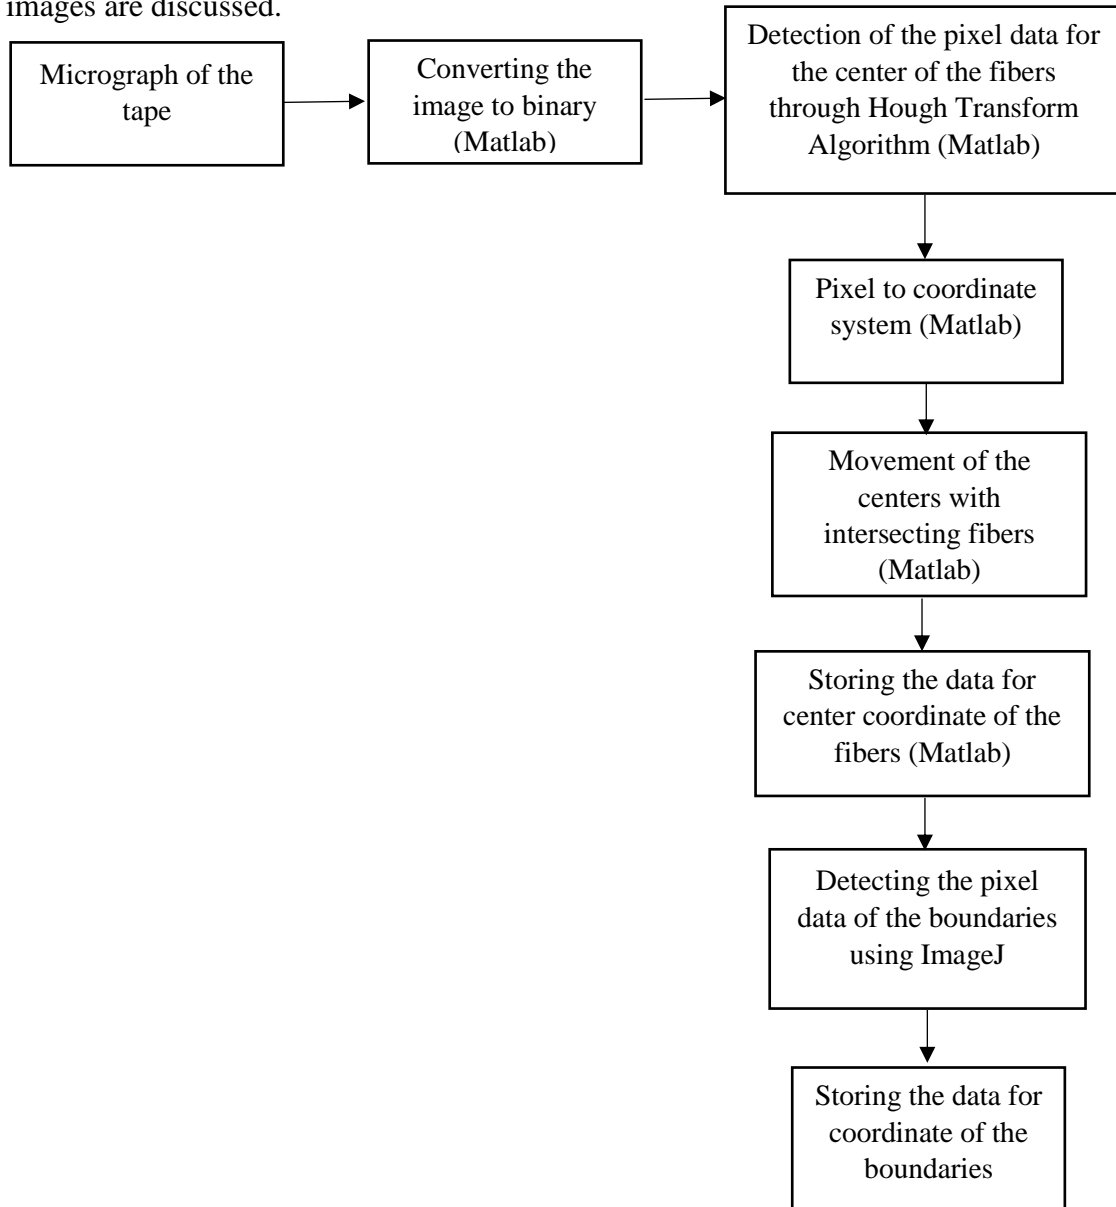 images are discussed.
Micrograph of the
tape
Converting the
image to binary
(Matlab)
Detection of the pixel data for
the center of the fibers
through Hough Transform
Algorithm (Matlab)
Pixel to coordinate
system (Matlab)
Movement of the
centers with
intersecting fibers
(Matlab)
Storing the data for
center coordinate of the
fibers (Matlab)
Detecting the pixel
data of the boundaries
using ImageJ
Storing the data for
coordinate of the
boundaries